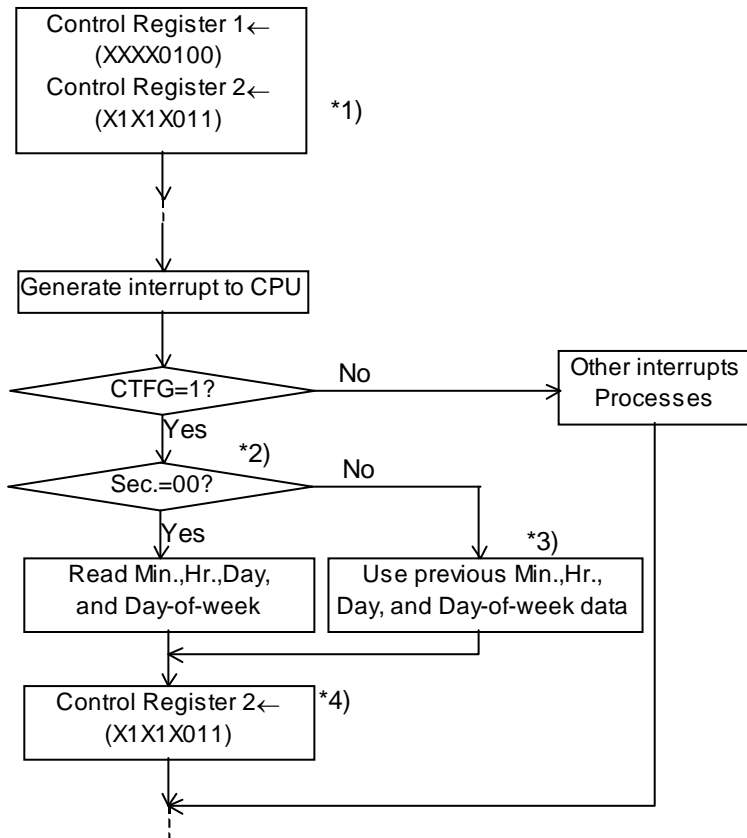 Control Register 1←
(XXXX0100)
Control Register 2←
(X1X1X011)
*1)
Generate interrupt to CPU
CTFG=1?
No
Other interrupts
Processes
Yes
*2)
Sec.=00?
No
Yes
*3)
Read Min.,Hr.,Day,
and Day-of-week
Use previous Min.,Hr.,
Day, and Day-of-week data
Control Register 2←
(X1X1X011)
*4)